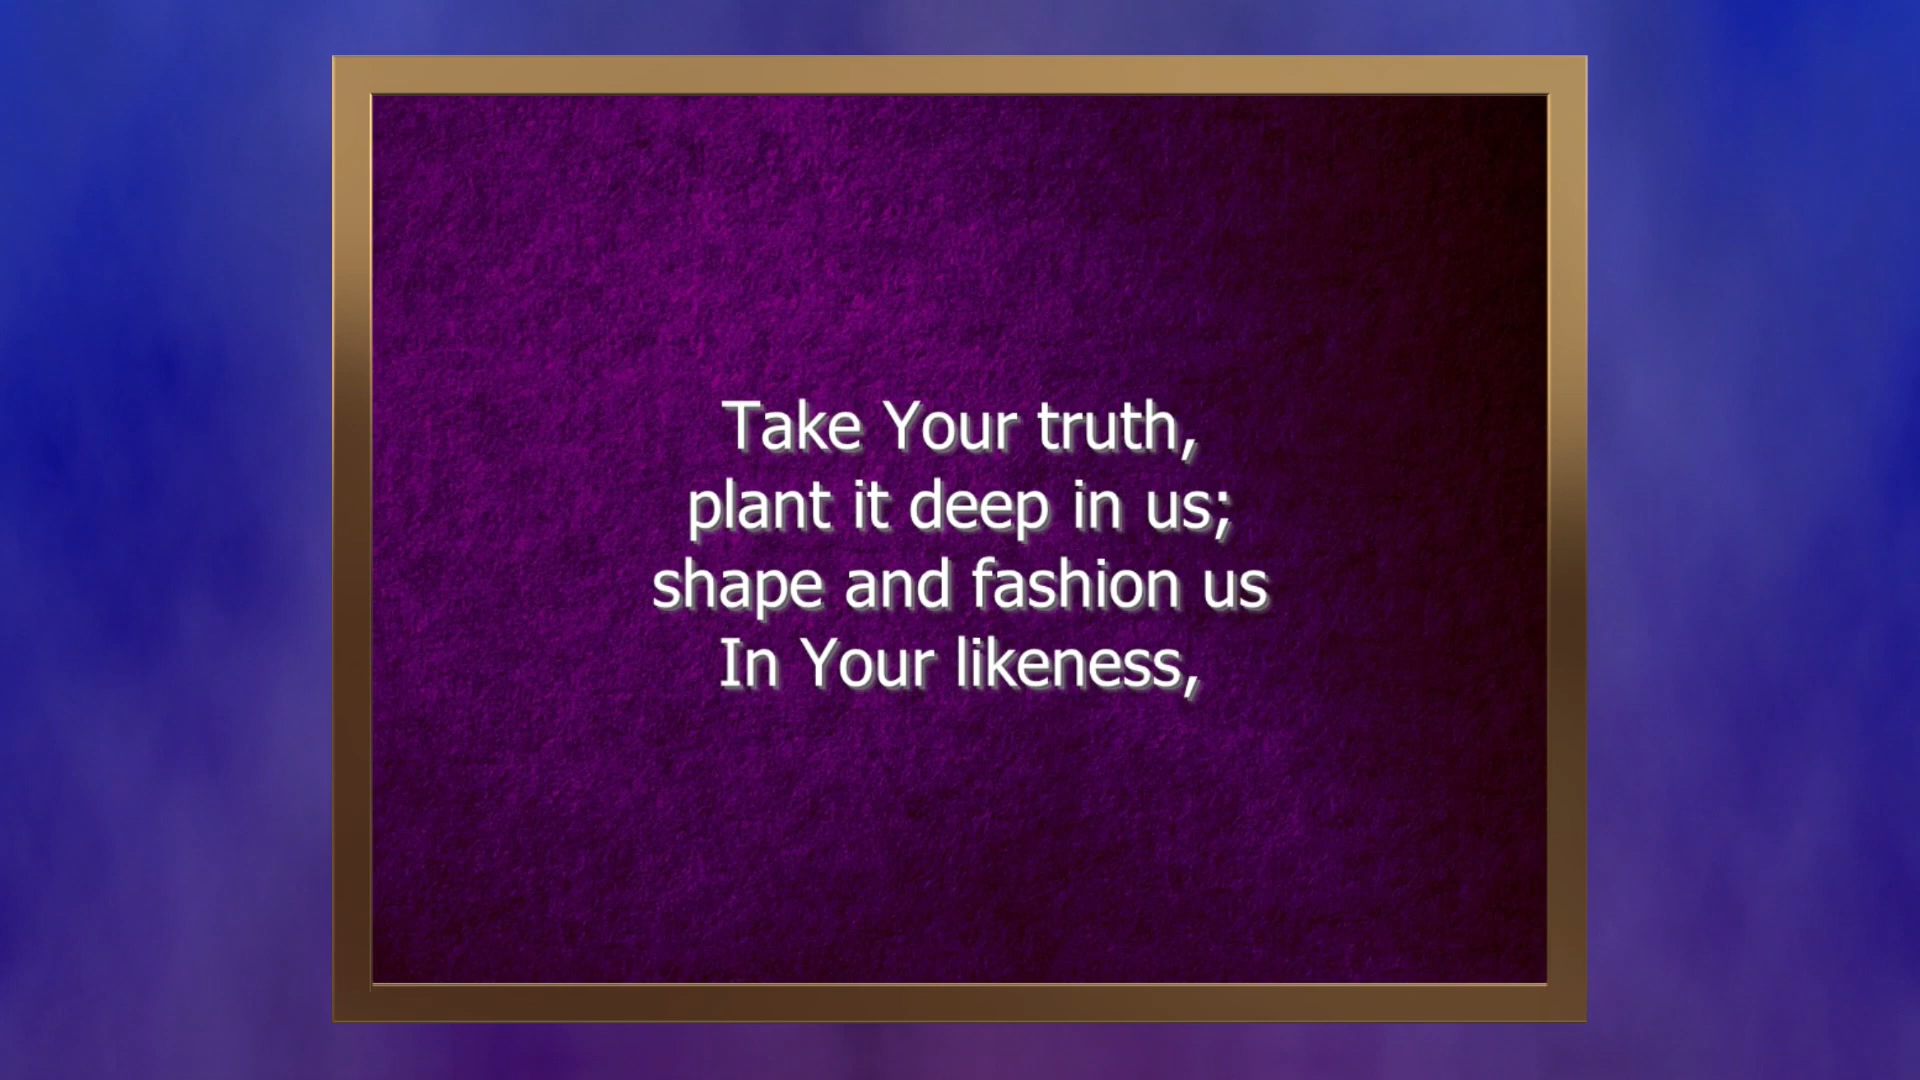 Take Your truth,
plant it deep in us;
shape and fashion us
In Your likeness,